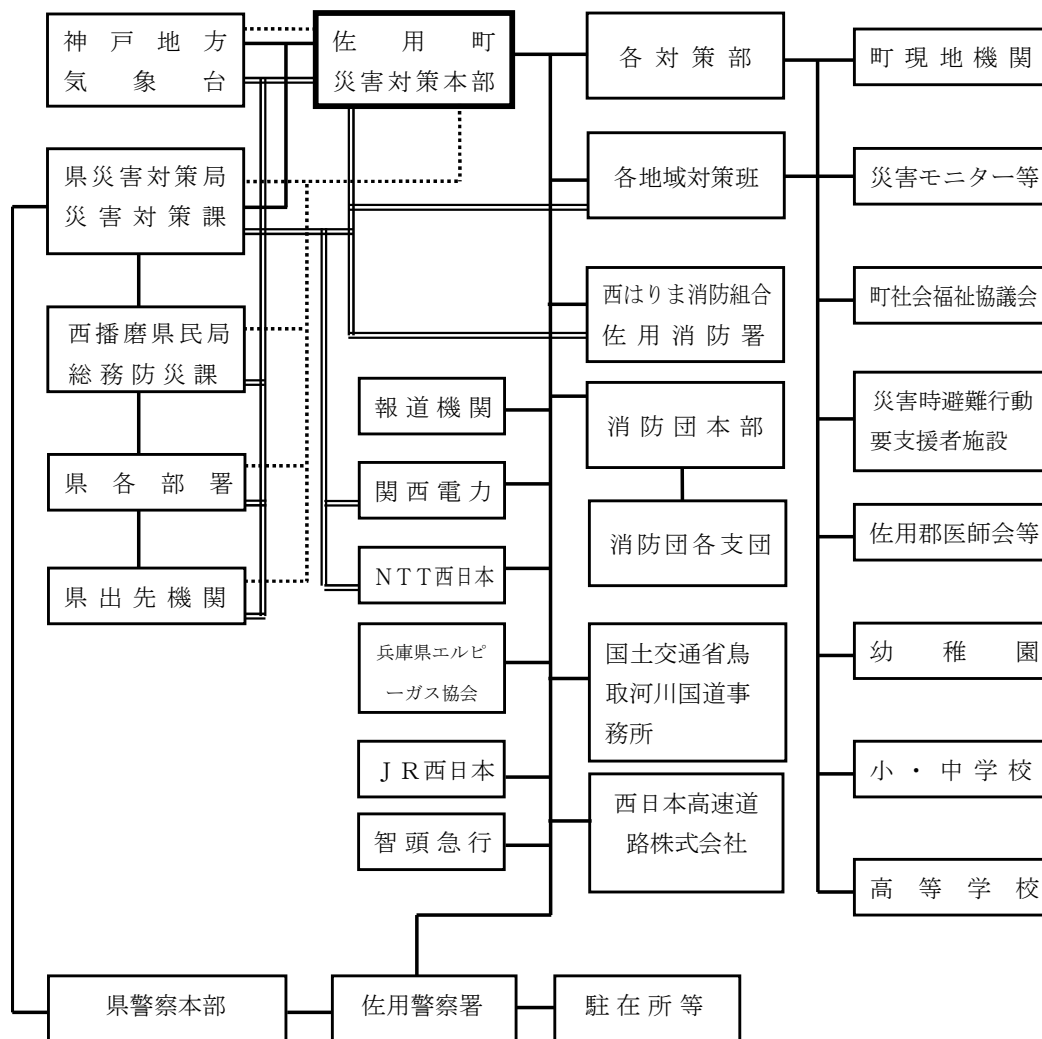 神戸地方
気象台
佐用町
災害対策本部
各対策部
町現地機関
県災害対策局
災害対策課
各地域対策班
災害モニター等
西播磨県民局
総務防災課
西はりま消防組合
佐用消防署
町社会福祉協議会
報道機関
消防団本部
災害時避難行動
要支援者施設
県各部署
関西電力
消防団各支団
佐用郡医師会等
県出先機関
NTT西日本
兵庫県エルピ
ーガス協会
国土交通省鳥
取河川国道事
務所
幼稚園
JR西日本
西日本高速道
路株式会社
小・中学校
智頭急行
高等学校
県警察本部
佐用警察署
駐在所等